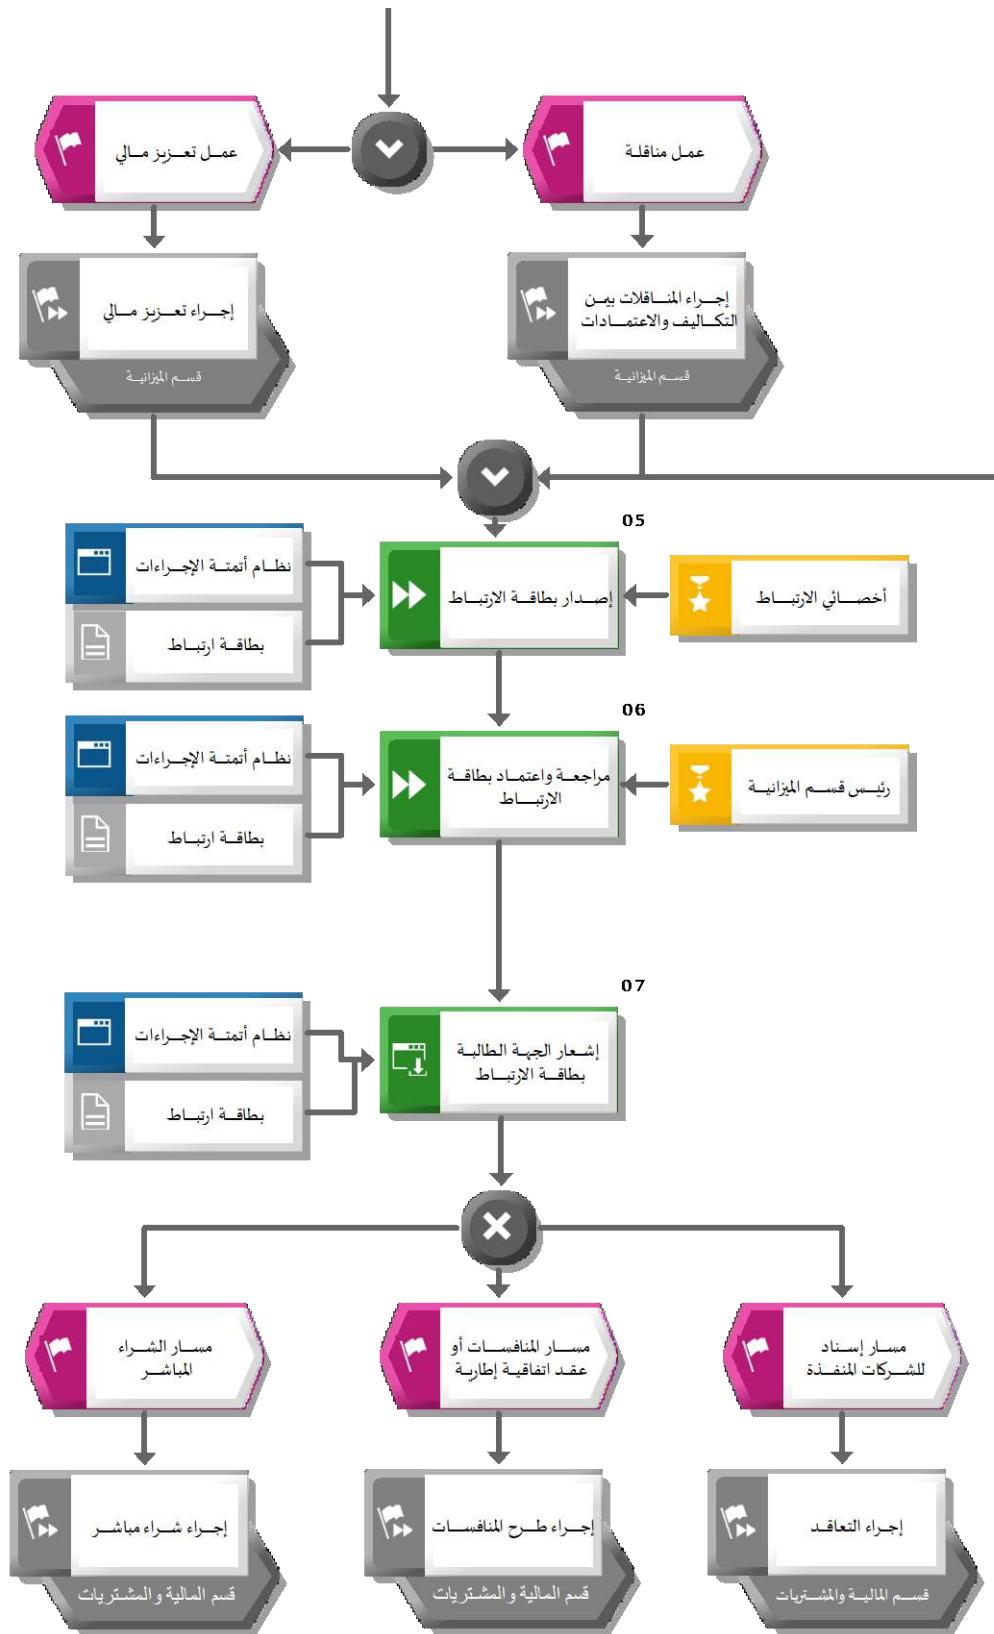 عمل مناقلة
عمل تعزيز مالي
إجراء المناقلات بين
التكاليف والاعتمادات
قسم الميزانية
إجراء تعزيز مالي
قسم الميزانية
05
أخصائي الارتباط
إصدار بطاقة الارتباط
نظام أتمتة الإجراءات
بطاقة ارتباط
06
رئيس قسم الميزانية
مراجعة واعتماد بطاقة
الارتباط
نظام أتمتة الإجراءات
بطاقة ارتباط
07
إشعار الجهة الطالبة
بطاقة الارتباط
نظام أتمتة الإجراءات
بطاقة ارتباط
مسار إسناد
للشركات المنفذة
مسار المنافسات أو
عقد اتفاقية إطارية
مسار الشراء
المباشر
إجراء التعاقد
قسم المالية والمشتريات
إجراء طرح المنافسات
قسم المالية والمشتريات
إجراء شراء مباشر
قسم المالية والمشتريات